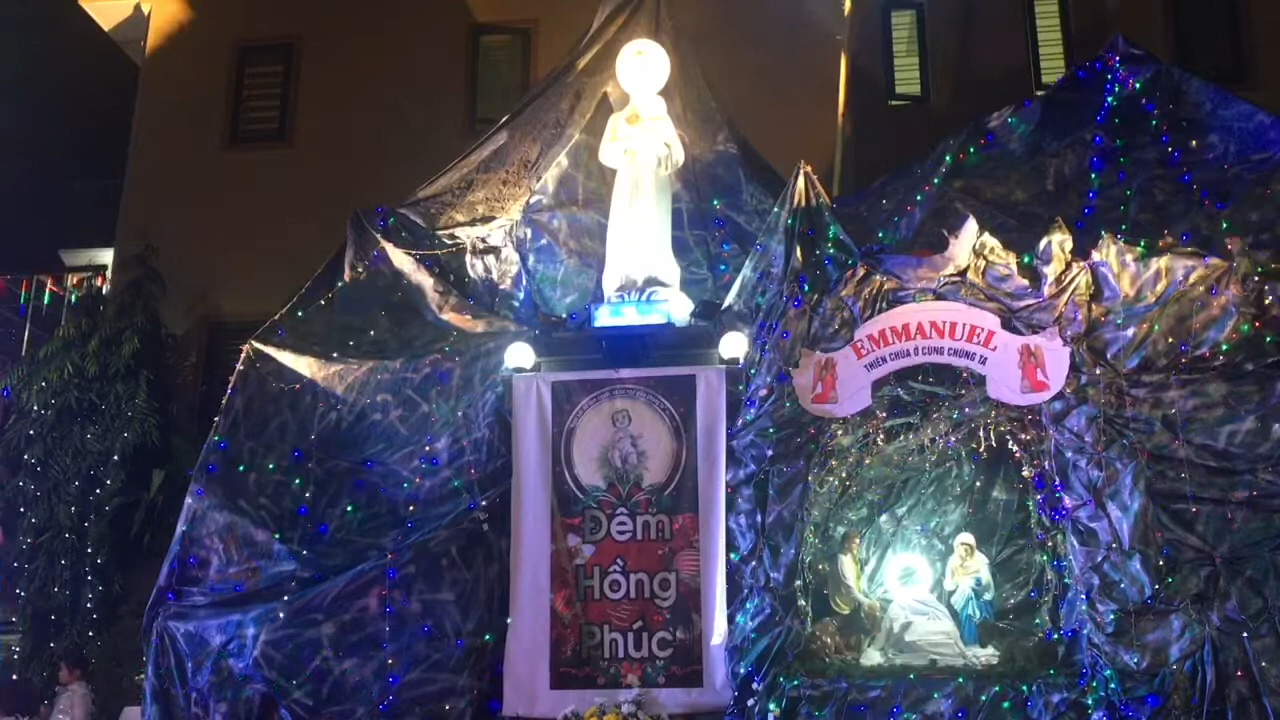 EMMANUEL
THIÊN CHÚA Ở CÙNG CHÚNG TA
Đêm
Hồng
Phúc